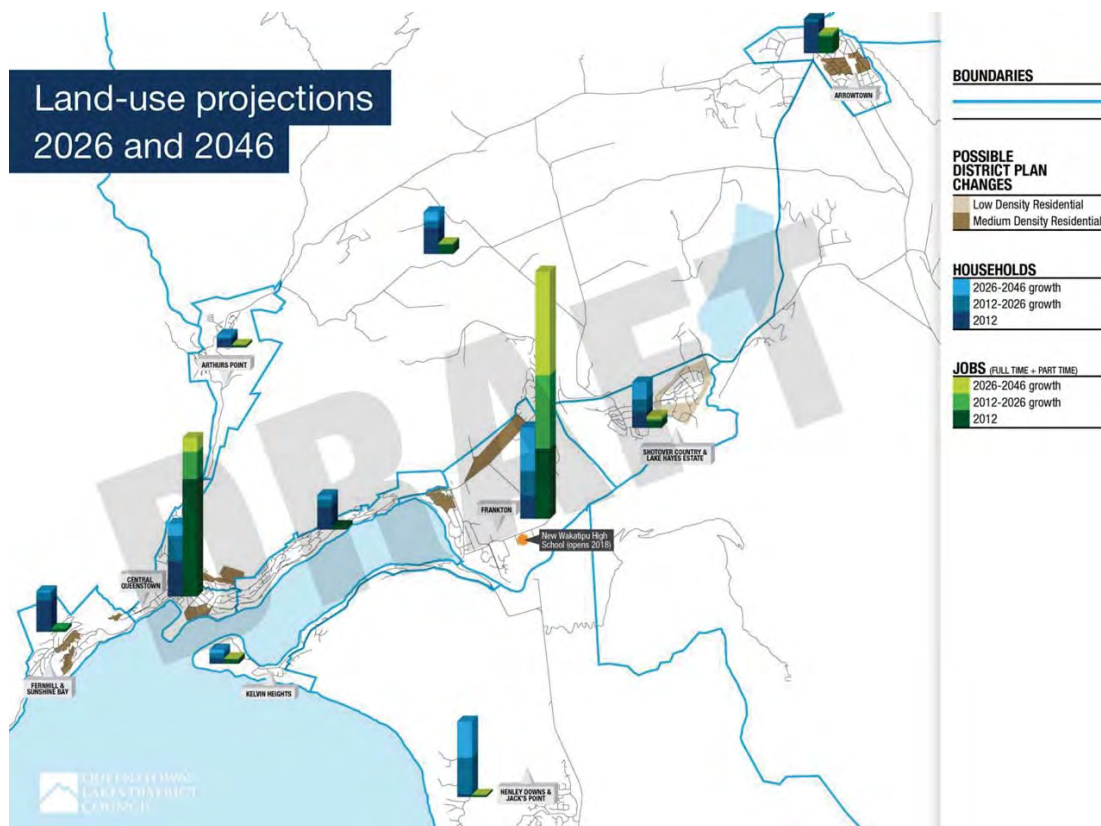 Land-use projections
2026 and 2046
ARROWTOWN
ARTHURS POINT
SHOTOVER COUNTRY &
LAKE HAYES ESTATE
FRANKTON
New Wakatipu High
School (opens 2018)
CENTRAL
QUEENSTOWN
FERNHILL &
SUNSHINE BAY
KELVIN HEIGHTS
HENLEY DOWNS &
JACK'S POINT
DRAFT
QUEENSTOWN
LAKES DISTRICT
COUNCIL
BOUNDARIES
POSSIBLE
DISTRICT PLAN
CHANGES
Low Density Residential
Medium Density Residential
HOUSEHOLDS
2026-2046 growth
2012-2026 growth
2012
JOBS (FULL TIME + PART TIME)
2026-2046 growth
2012-2026 growth
2012